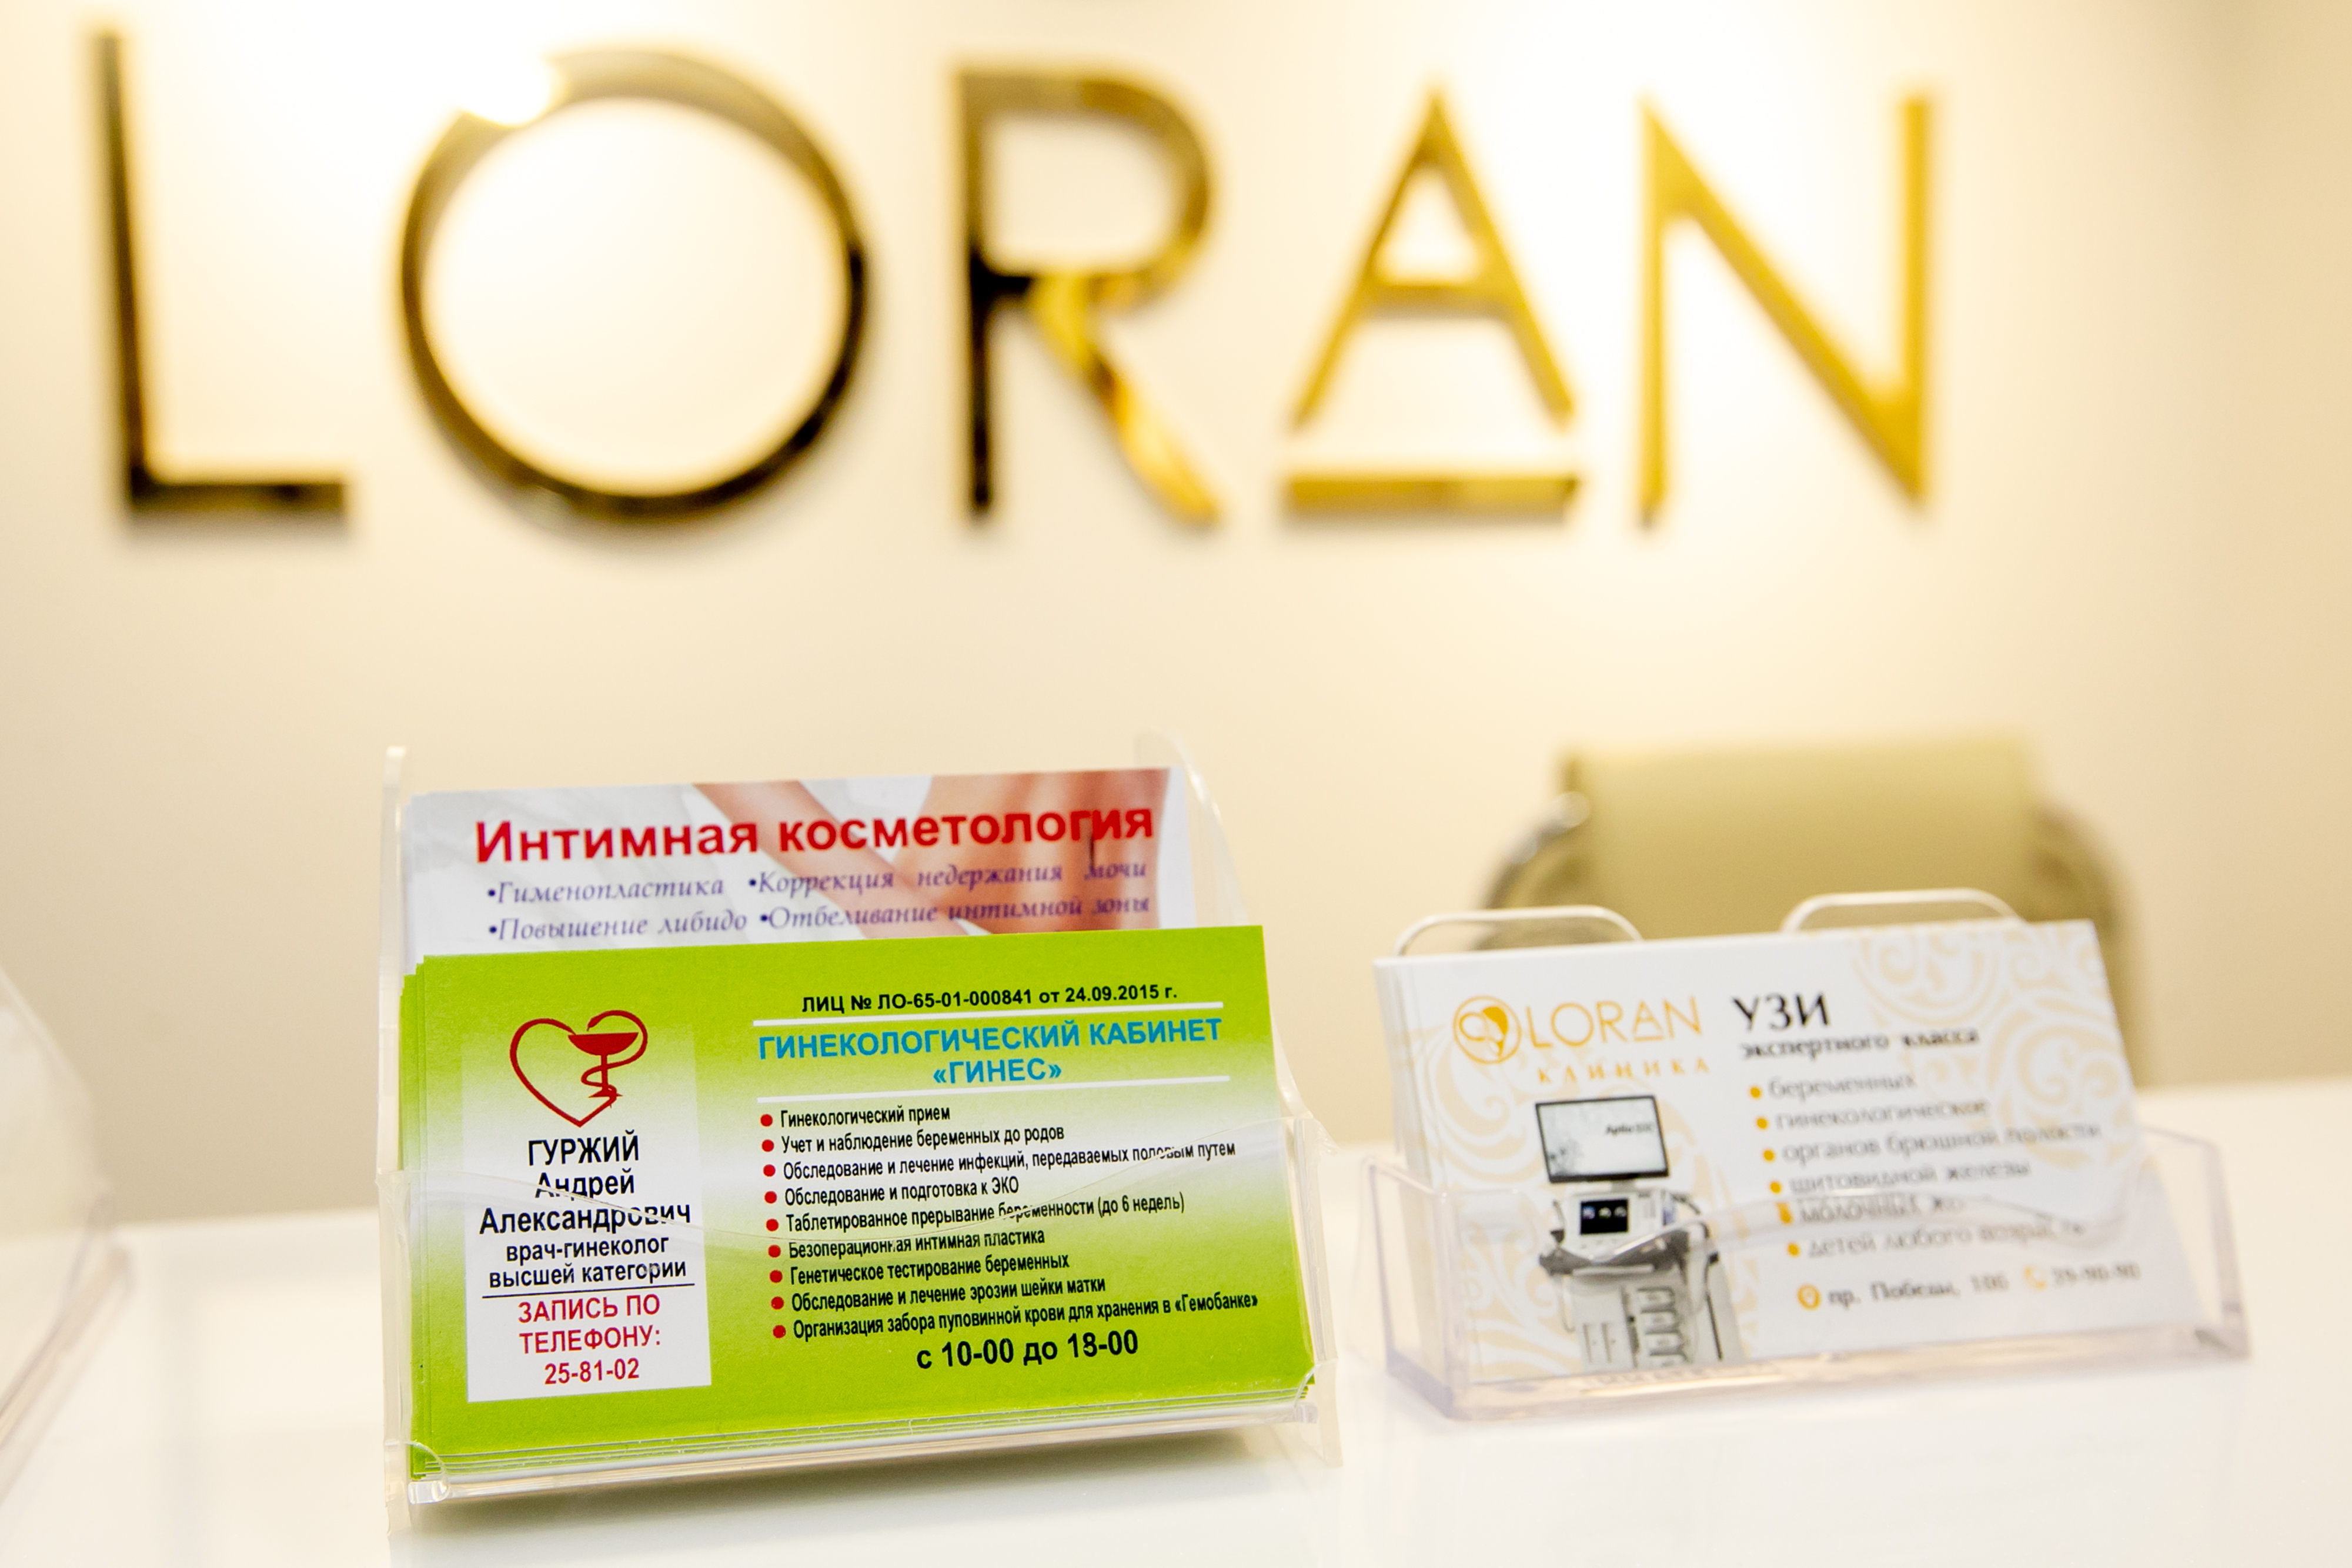 LORAN
Интимная косметология
•Гименопластика •Коррекция недержания мочи
•Повышение либидо •Отбеливание интимной зоны
ЛИЦ № ЛО-65-01-000841 от 24.09.2015 г.
ГИНЕКОЛОГИЧЕСКИЙ КАБИНЕТ
«ГИНЕС»
Гинекологический прием
Учет и наблюдение беременных до родов
Обследование и лечение инфекций, передаваемых половым путем
Обследование и подготовка к ЭКО
Таблетированное прерывание беременности (до 6 недель)
Безоперационная интимная пластика
Генетическое тестирование беременных
Обследование и лечение эрозии шейки матки
Организация забора пуповинной крови для хранения в «Гемобанке»
с 10-00 до 18-00
ГУРЖИЙ
Андрей
Александрович
врач-гинеколог
высшей категории
ЗАПИСЬ ПО
ТЕЛЕФОНУ:
25-81-02
LORAN
КЛИНИКА
УЗИ
экспертного класса
беременных
гинекологическое
органов брюшной полости
щитовидной железы
молочных
детей любого возраста
пр. Победы,